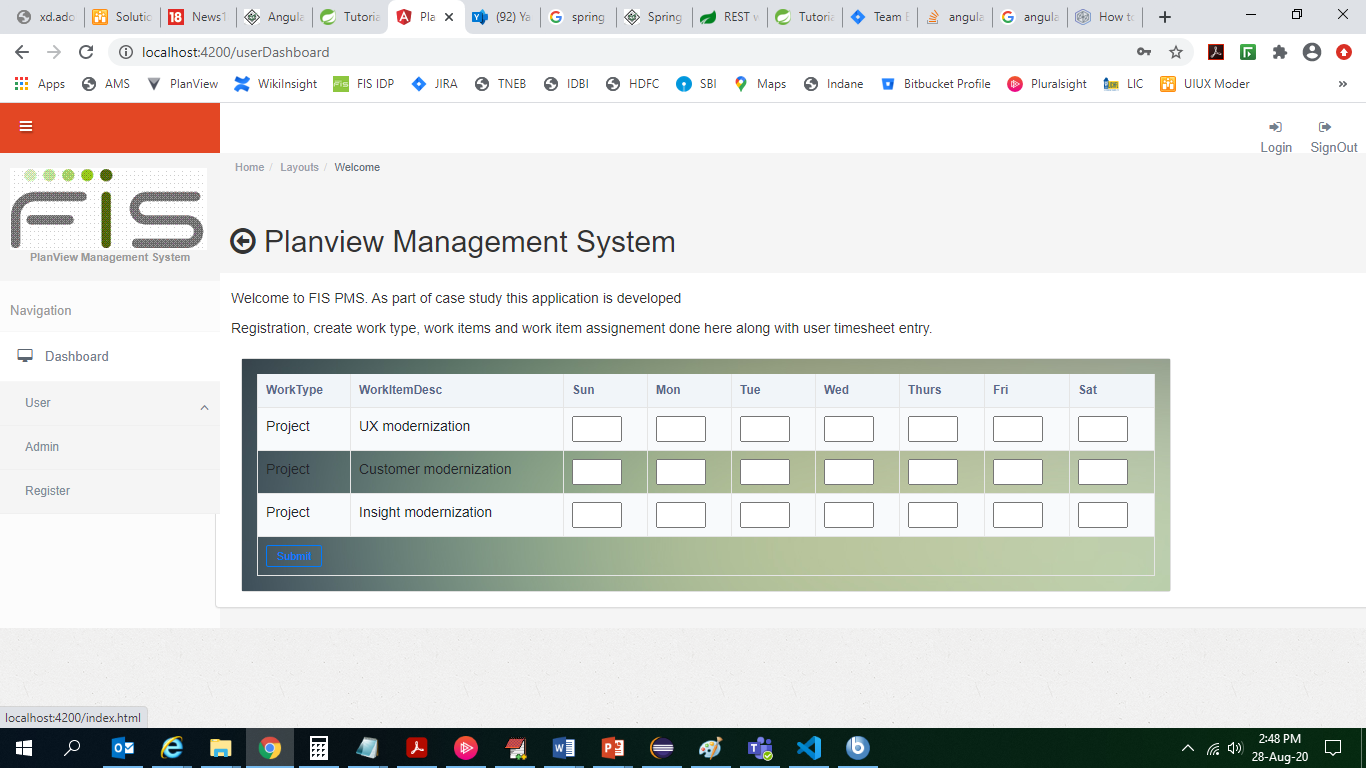 xd.ado
Solutic
News1
Angula
Tutoria
Pla
(92) Ya
spring
Spring
REST v
Tutoria
Team E
angula
angula
How to
localhost:4200/userDashboard
Apps AMS PlanView WikiInsight FIS IDP JIRA TNEB IDBI HDFC SBI Maps Indane Bitbucket Profile Pluralsight LIC UIUX Moder »
Login SignOut
Home / Layouts / Welcome
FIS
PlanView Management System
Planview Management System
Navigation
Dashboard
User
Admin
Register
Welcome to FIS PMS. As part of case study this application is developed
Registration, create work type, work items and work item assignement done here along with user timesheet entry.
WorkType WorkItemDesc Sun Mon Tue Wed Thurs Fri Sat
Project UX modernization
Project Customer modernization
Project Insight modernization
Submit
localhost:4200/index.html
2:48 PM
28-Aug-20